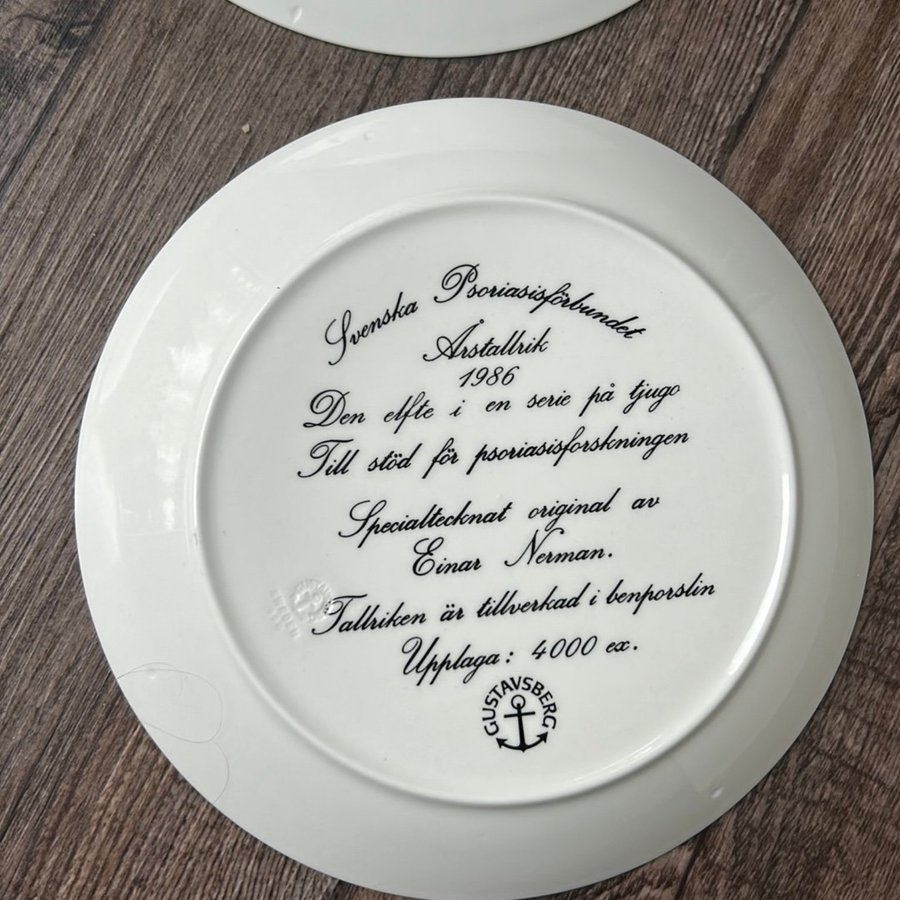 Svenska Psoriasisförbundet
Årstallrik
1986
Den elfte i en serie på tjugo
Till stöd för psoriasisforskningen
Specialtecknat original av
Einar Nerman.
Tallriken är tillverkad i benporslin
Upplaga: 4000 ex.
GUSTAVSBERG